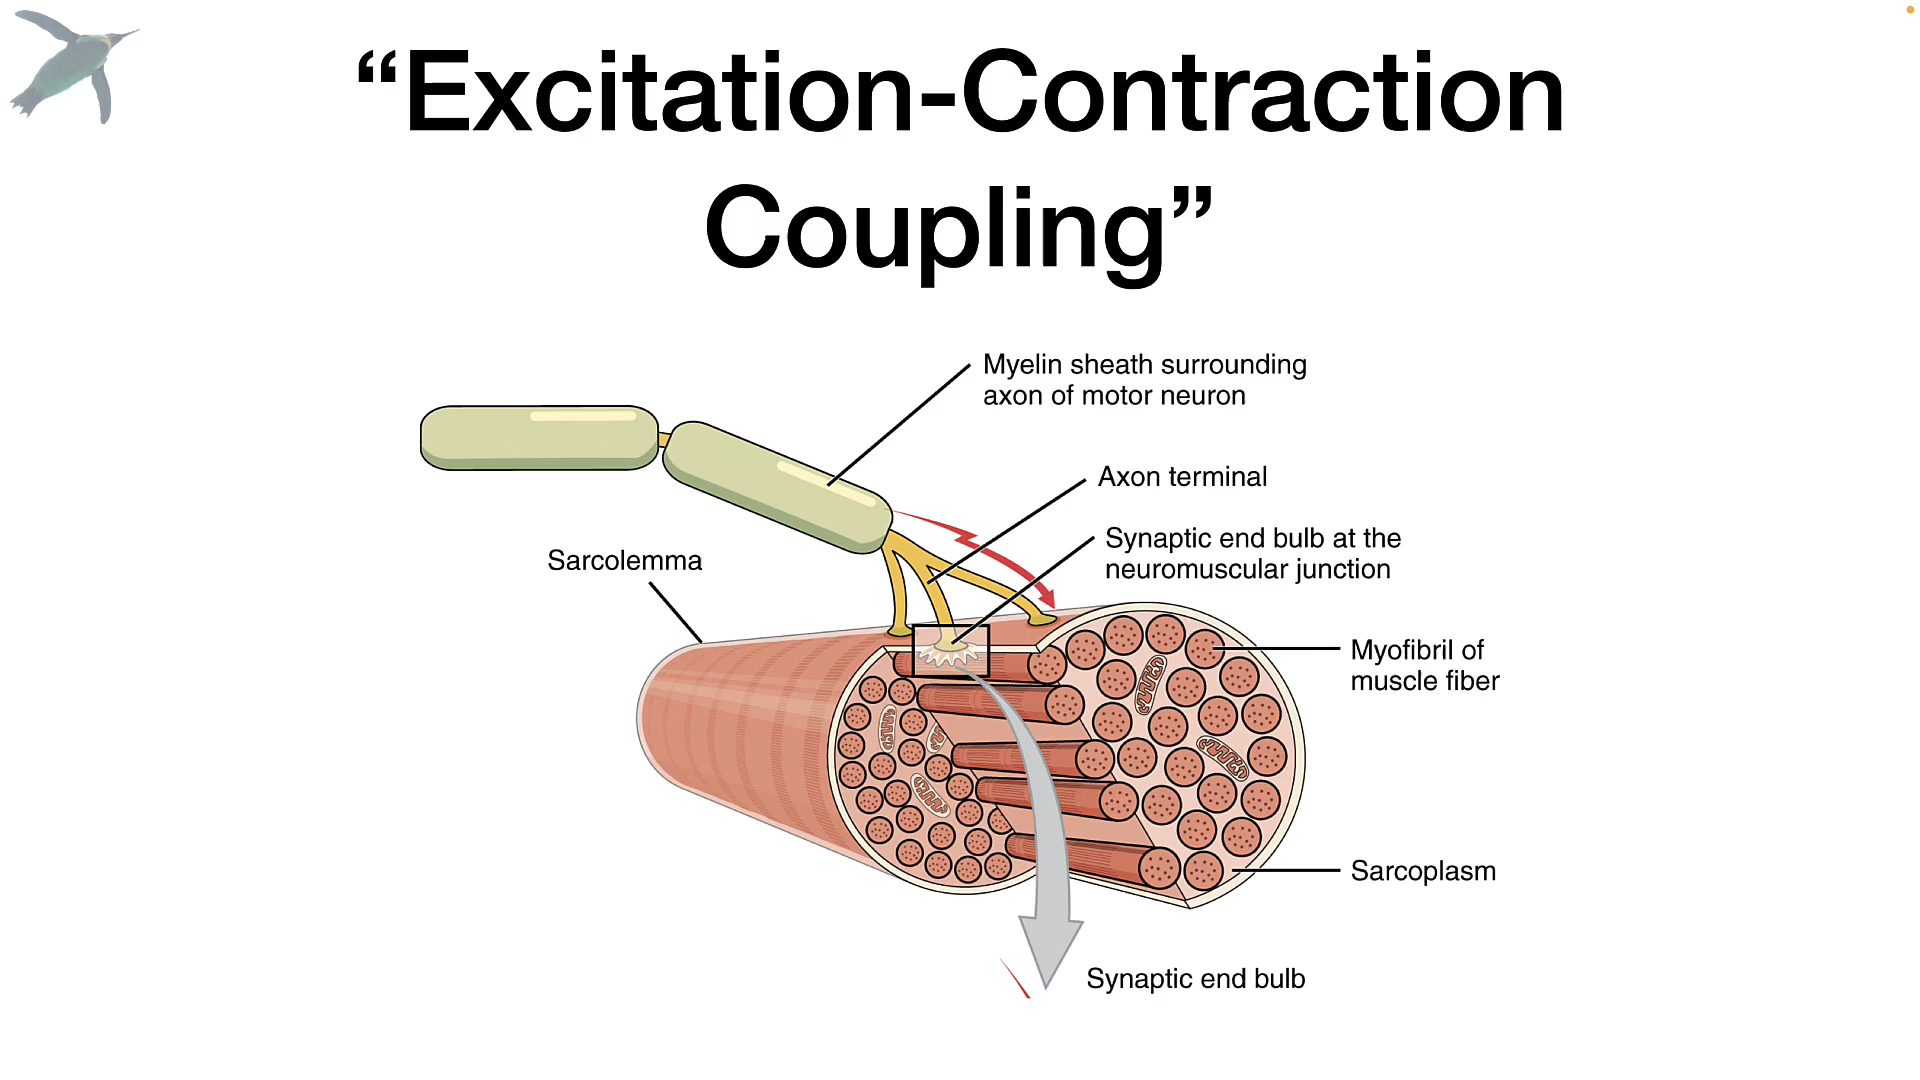 “Excitation-Contraction
Coupling”
Myelin sheath surrounding
axon of motor neuron
Axon terminal
Synaptic end bulb at the
neuromuscular junction
Sarcolemma
Myofibril of
muscle fiber
Sarcoplasm
Synaptic end bulb